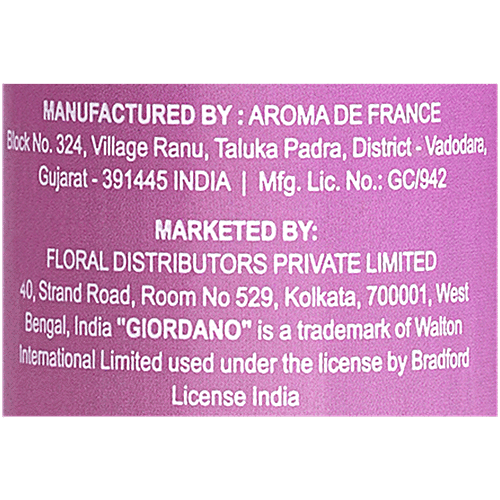 MANUFACTURED BY : AROMA DE FRANCE
Block No. 324, Village Ranu, Taluka Padra, District - Vadodara,
Gujarat - 391445 INDIA | Mfg. Lic. No.: GC/942
MARKETED BY:
FLORAL DISTRIBUTORS PRIVATE LIMITED
40, Strand Road, Room No 529, Kolkata, 700001, West
Bengal, India "GIORDANO" is a trademark of Walton
International Limited used under the license by Bradford
License India